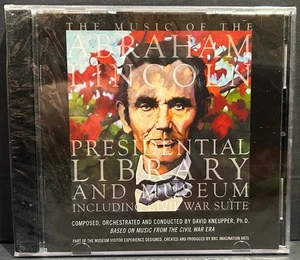 THE MUSIC OF THE
ABRAHAM
LINCOLN
PRESIDENTIAL
LIBRARY
AND MUSEUM
INCLUDING CIVIL WAR SUITE
COMPOSED, ORCHESTRATED AND CONDUCTED BY DAVID KNEUPPER, Ph.D.
BASED ON MUSIC FROM THE CIVIL WAR ERA
PART OF THE MUSEUM VISITOR EXPERIENCE DESIGNED, CREATED AND PRODUCED BY BRC IMAGINATION ARTS